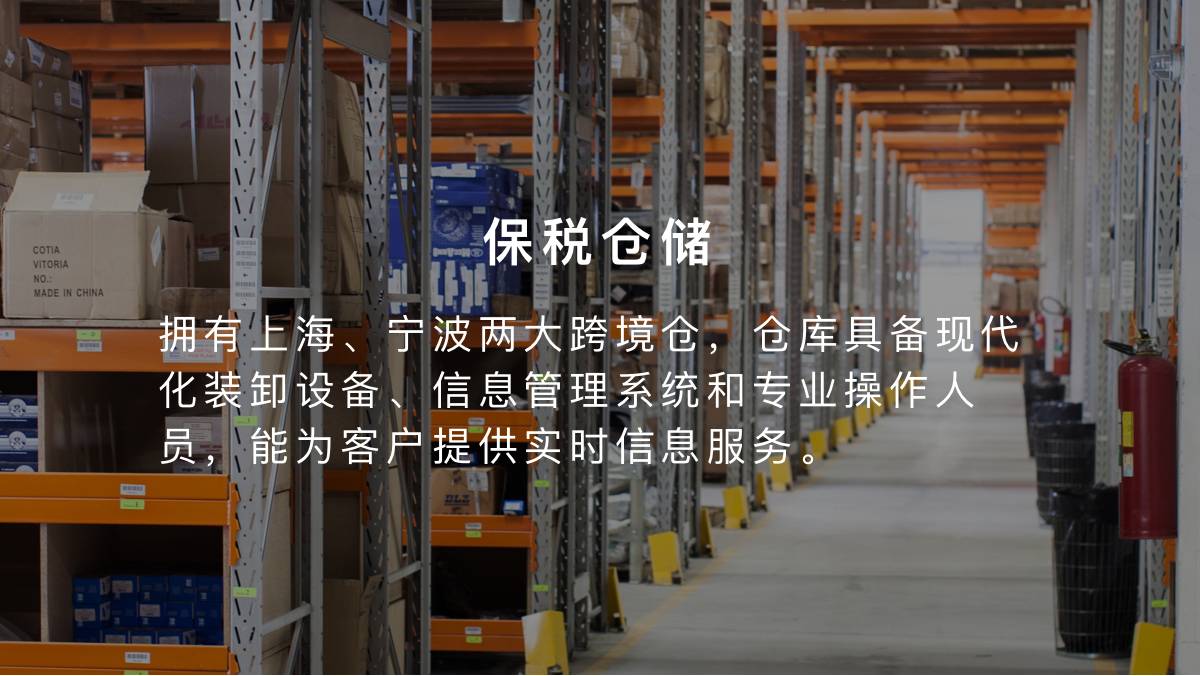 保税仓储
拥有上海、宁波两大跨境仓，仓库具备现代
化装卸设备、信息管理系统和专业操作人
员，能为客户提供实时信息服务。
COTIA
VITORIA
NO.:
MADE IN CHINA